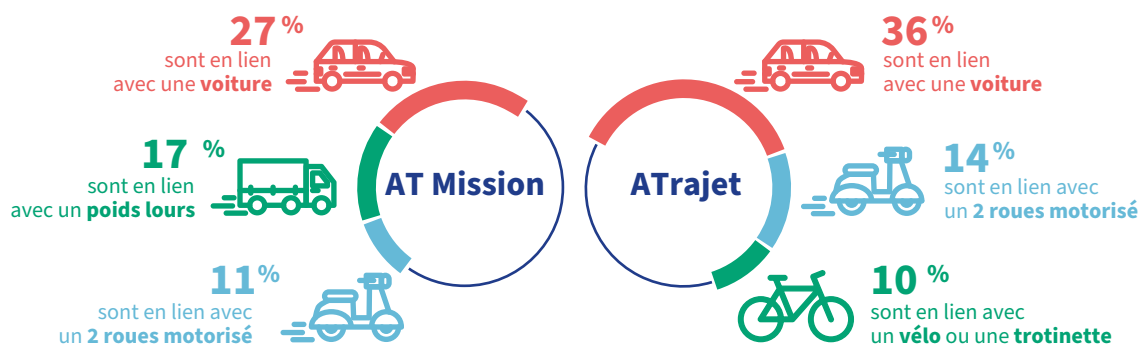 27 %
sont en lien
avec une voiture
17 %
sont en lien
avec un poids lours
11 %
sont en lien avec
un 2 roues motorisé
AT Mission
ATrajet
36 %
sont en lien
avec une voiture
14 %
sont en lien avec
un 2 roues motorisé
10 %
sont en lien avec
un vélo ou une trotinette